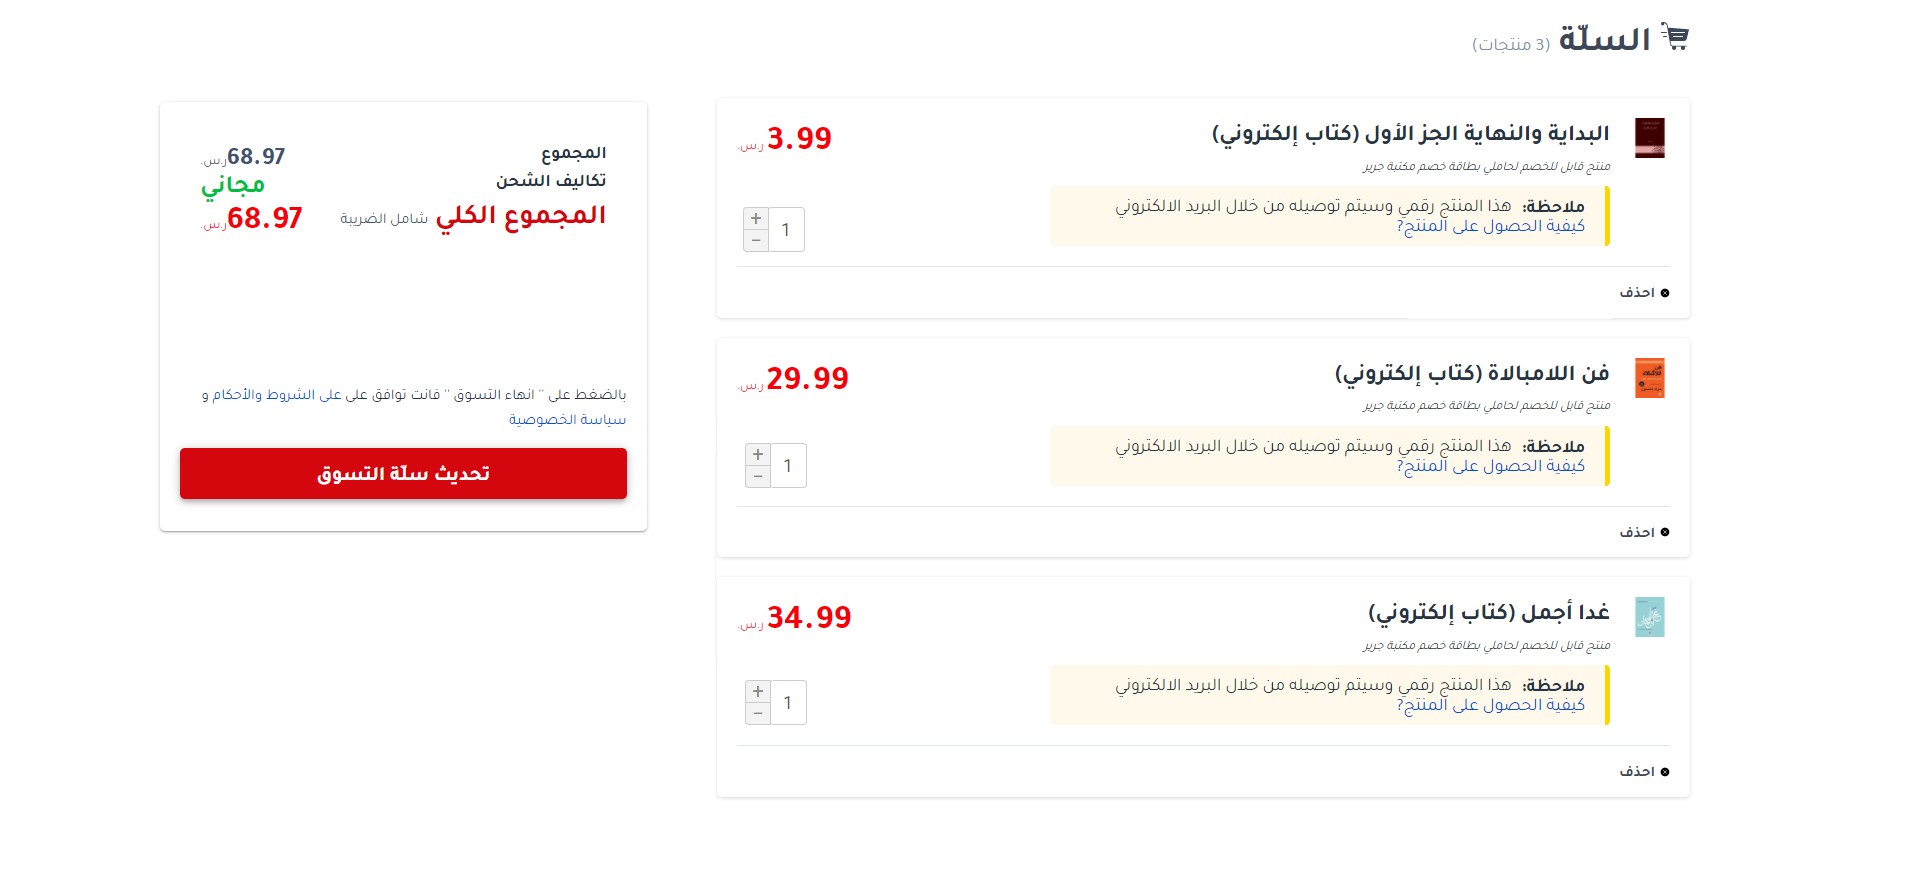 السلّة (3 منتجات)
البداية والنهاية الجز الأول (كتاب إلكتروني)
3.99 ر.س.
منتج قابل للخصم لحاملي بطاقة خصم مكتبة جرير
ملاحظة: هذا المنتج رقمي وسيتم توصيله من خلال البريد الالكتروني
كيفية الحصول على المنتج?
1
+
−
احذف
فن اللامبالاة (كتاب إلكتروني)
29.99 ر.س.
منتج قابل للخصم لحاملي بطاقة خصم مكتبة جرير
ملاحظة: هذا المنتج رقمي وسيتم توصيله من خلال البريد الالكتروني
كيفية الحصول على المنتج?
1
+
−
احذف
غدا أجمل (كتاب إلكتروني)
34.99 ر.س.
منتج قابل للخصم لحاملي بطاقة خصم مكتبة جرير
ملاحظة: هذا المنتج رقمي وسيتم توصيله من خلال البريد الالكتروني
كيفية الحصول على المنتج?
1
+
−
احذف
المجموع 68.97ر.س.
تكاليف الشحن مجاني
المجموع الكلي شامل الضريبة 68.97ر.س.
بالضغط على " انهاء التسوق " فانت توافق على على الشروط والأحكام و
سياسة الخصوصية
تحديث سلّة التسوق